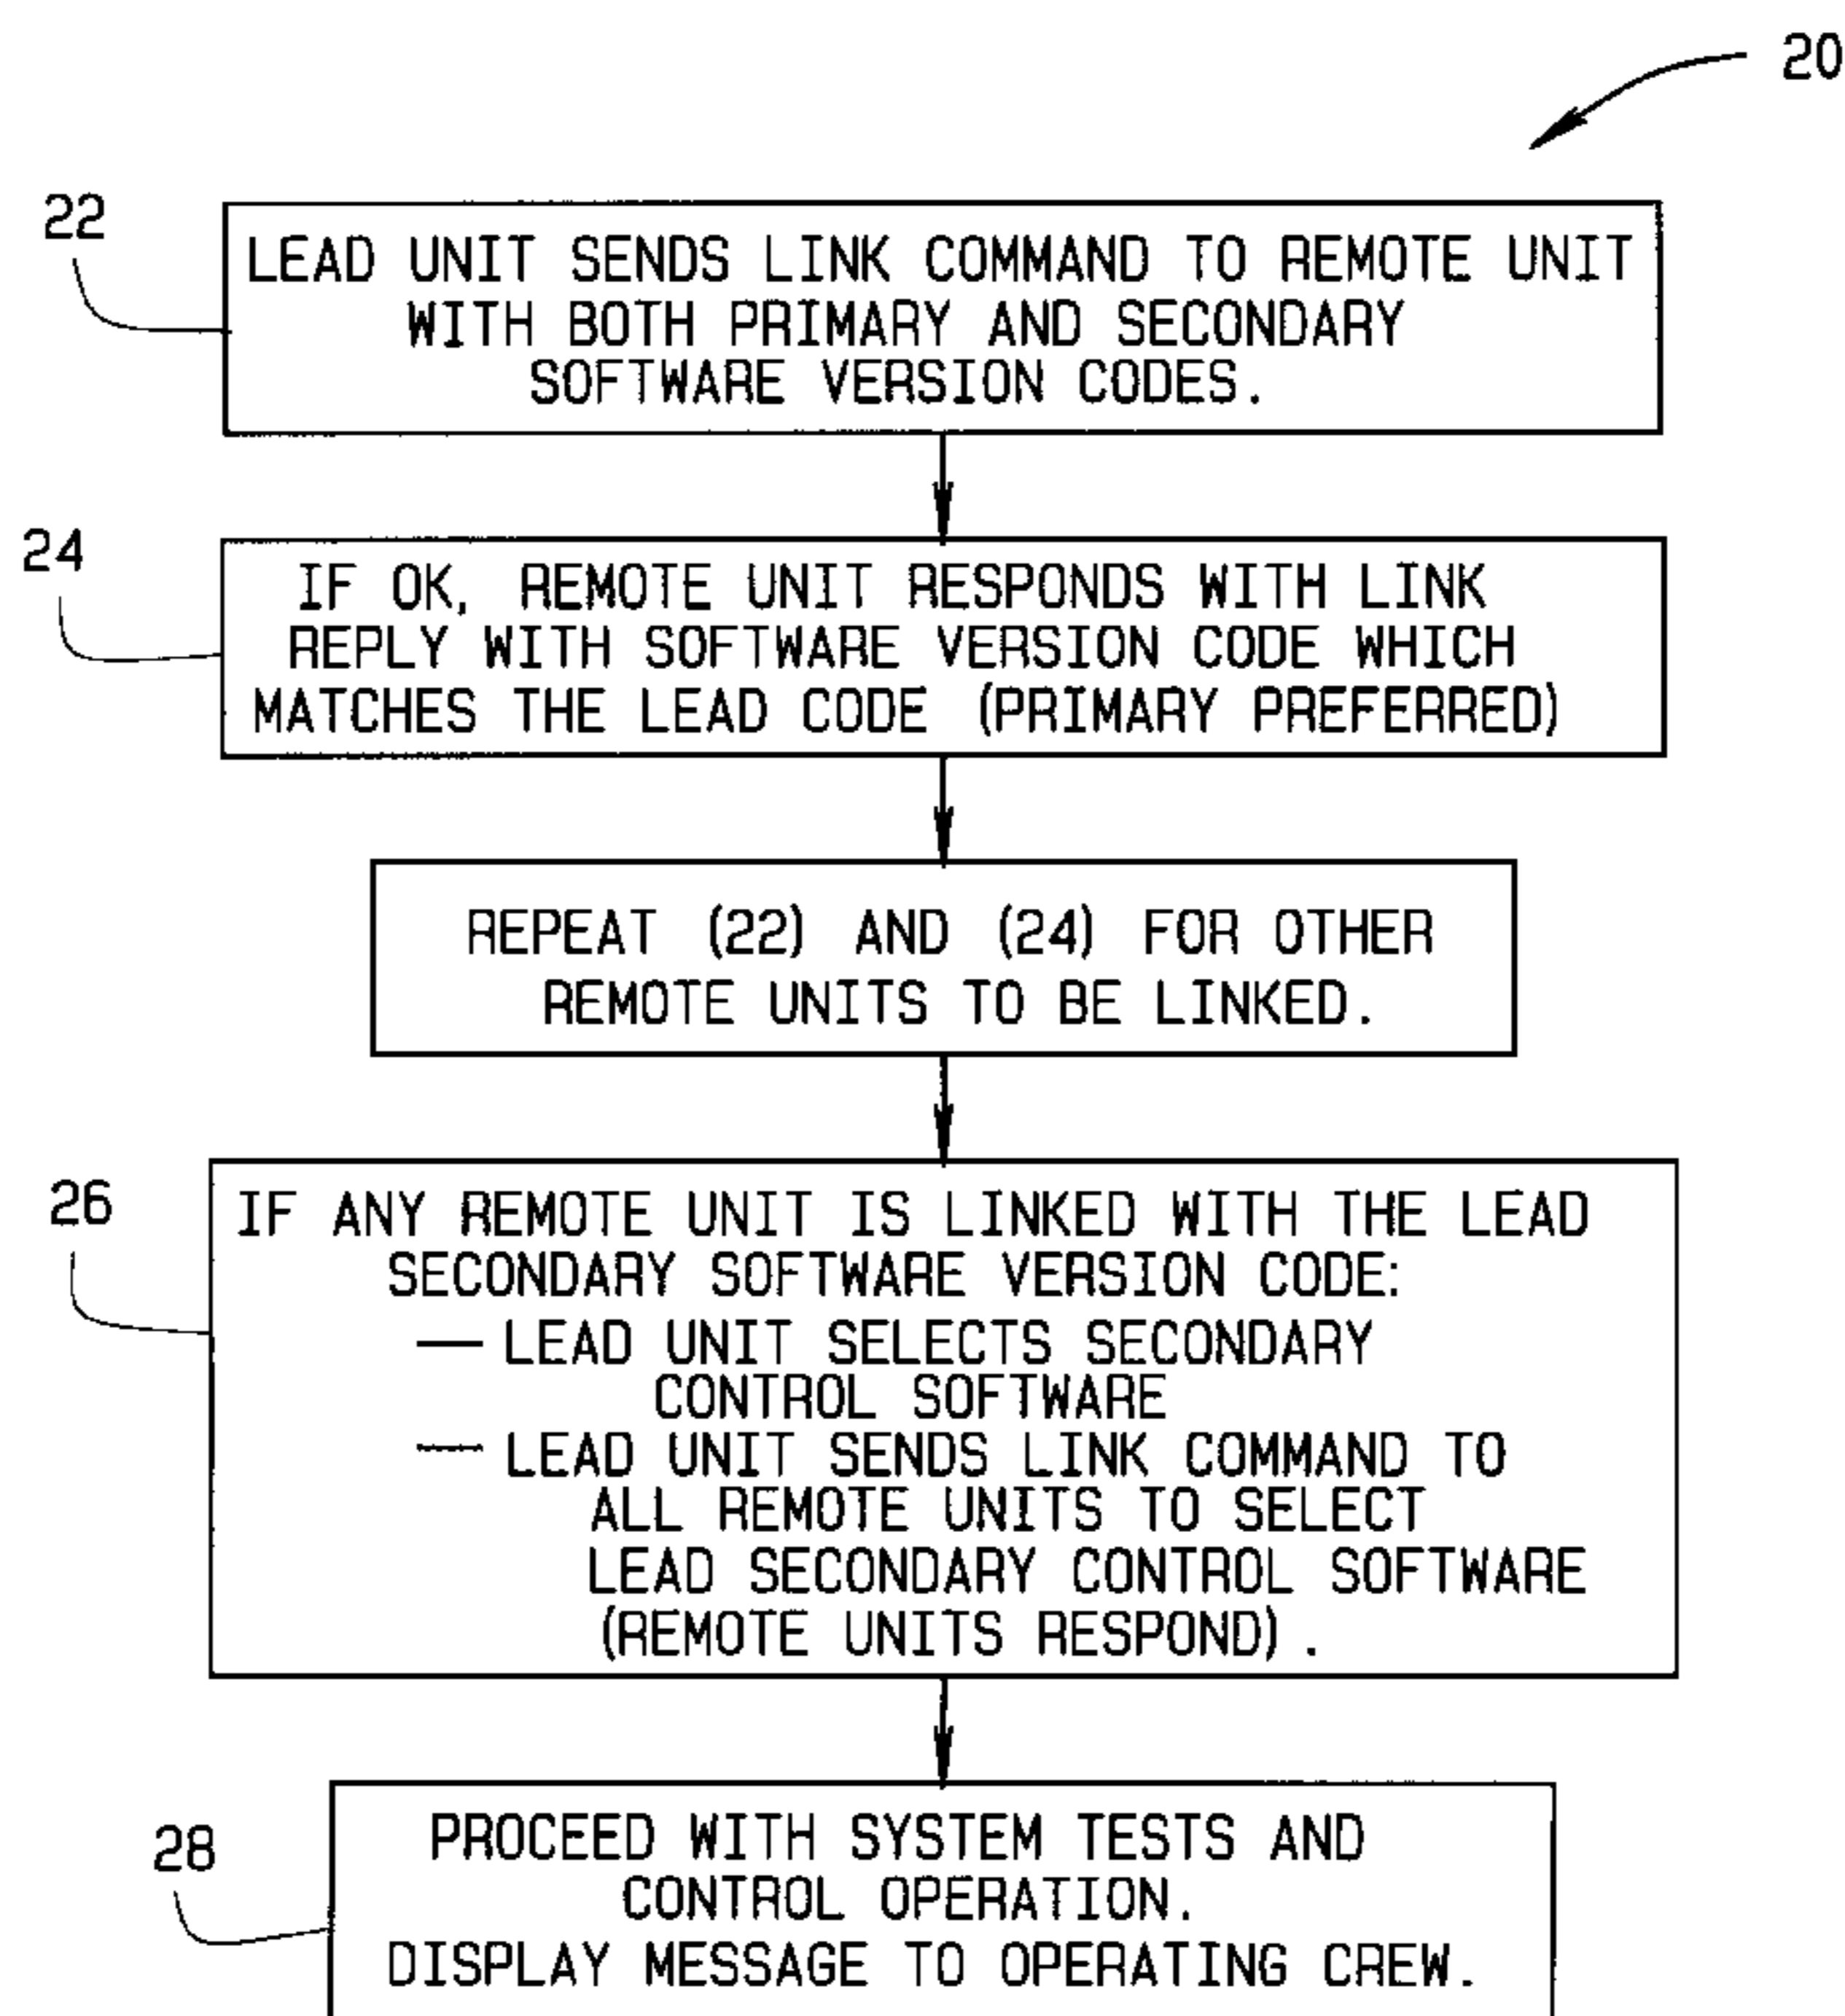 20
22
LEAD UNIT SENDS LINK COMMAND TO REMOTE UNIT
WITH BOTH PRIMARY AND SECONDARY
SOFTWARE VERSION CODES.
24
IF OK, REMOTE UNIT RESPONDS WITH LINK
REPLY WITH SOFTWARE VERSION CODE WHICH
MATCHES THE LEAD CODE (PRIMARY PREFERRED)
REPEAT (22) AND (24) FOR OTHER
REMOTE UNITS TO BE LINKED.
26
IF ANY REMOTE UNIT IS LINKED WITH THE LEAD
SECONDARY SOFTWARE VERSION CODE:
— LEAD UNIT SELECTS SECONDARY
CONTROL SOFTWARE
— LEAD UNIT SENDS LINK COMMAND TO
ALL REMOTE UNITS TO SELECT
LEAD SECONDARY CONTROL SOFTWARE
(REMOTE UNITS RESPOND).
28
PROCEED WITH SYSTEM TESTS AND
CONTROL OPERATION.
DISPLAY MESSAGE TO OPERATING CREW.